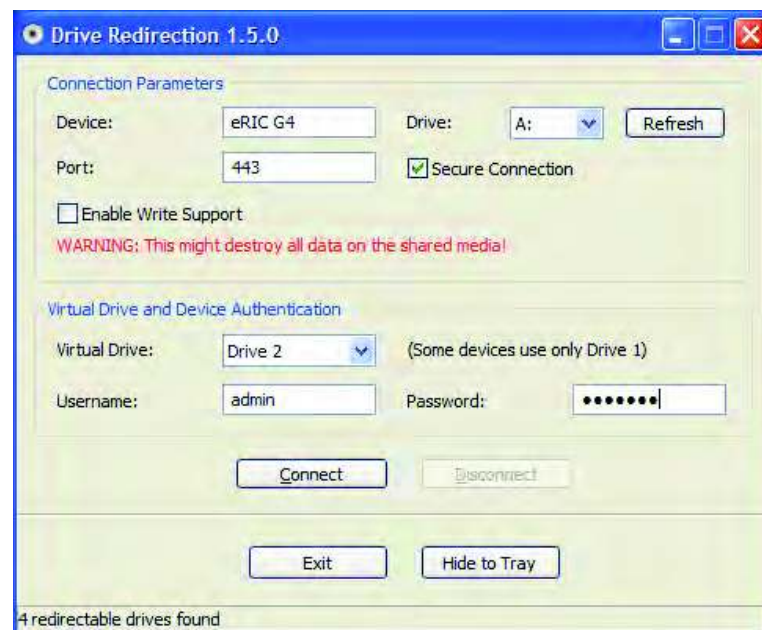 Drive Redirection 1.5.0
Connection Parameters
Device: eRIC G4 Drive: A: Refresh
Port: 443 Secure Connection
Enable Write Support
WARNING: This might destroy all data on the shared media!
Virtual Drive and Device Authentication
Virtual Drive: Drive 2 (Some devices use only Drive 1)
Username: admin Password: •••••••
Connect Disconnect
Exit Hide to Tray
4 redirectable drives found